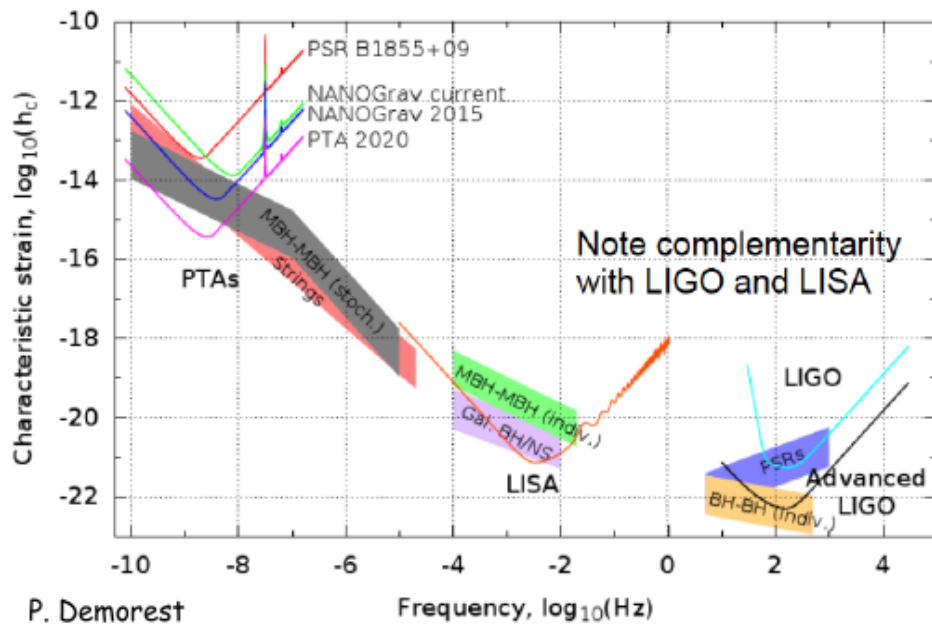 -10
-12
-14
-16
-18
-20
-22
Characteristic strain, log10(hc)
PSR B1855+09
NANOGrav current
NANOGrav 2015
PTA 2020
MBH-MBH (stoch.)
Strings
PTAs
Note complementarity
with LIGO and LISA
MBH-MBH (indiv.)
Gal. BH/NS
LISA
LIGO
PSRs
Advanced
LIGO
BH-BH (indiv.)
-10 -8 -6 -4 -2 0 2 4
P. Demorest
Frequency, log10(Hz)